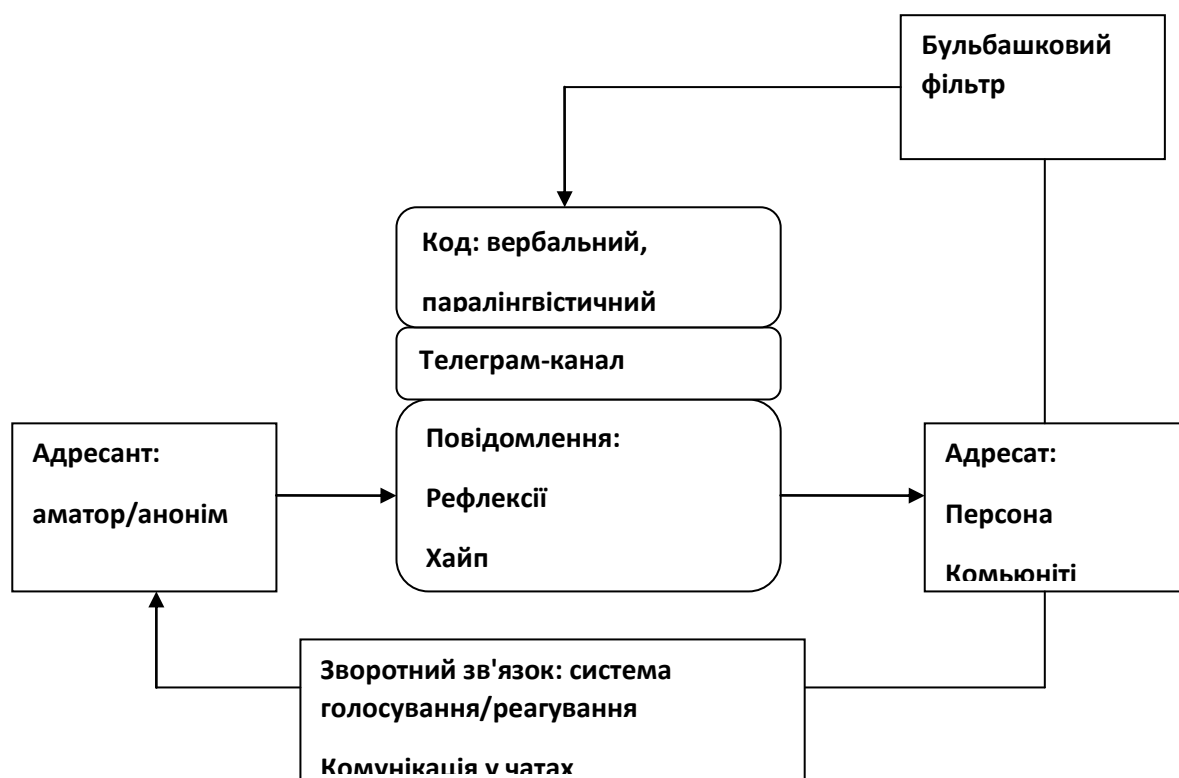 Бульбашковий
фільтр
Код: вербальний,
паралінгвістичний
Телеграм-канал
Повідомлення:
Рефлексії
Хайп
Адресант:
аматор/анонім
Адресат:
Персона
Комьюніті
Зворотний зв'язок: система
голосування/реагування
Комунікація у чатах